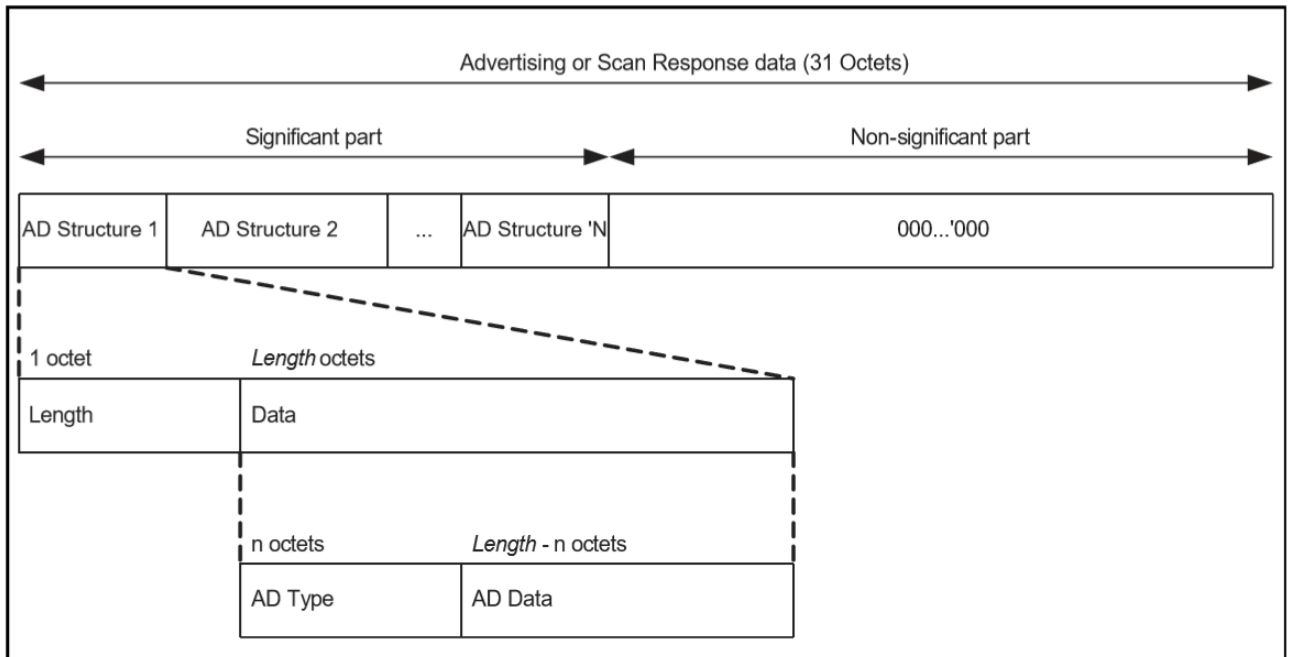 Advertising or Scan Response data (31 Octets)
Significant part Non-significant part
AD Structure 1 AD Structure 2 ... AD Structure 'N 000...'000
1 octet Length octets
Length Data
n octets Length - n octets
AD Type AD Data